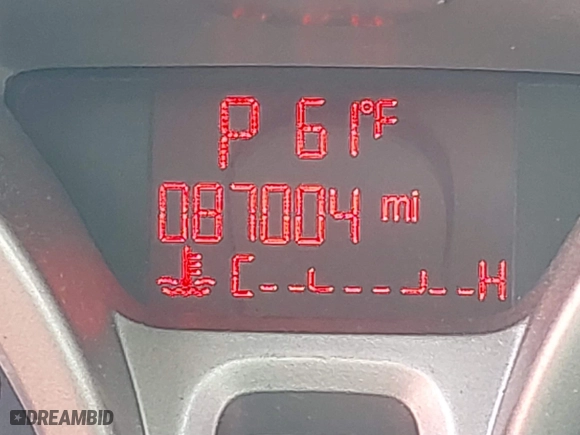 P 61°F
087004 mi
C H
DREAMBID